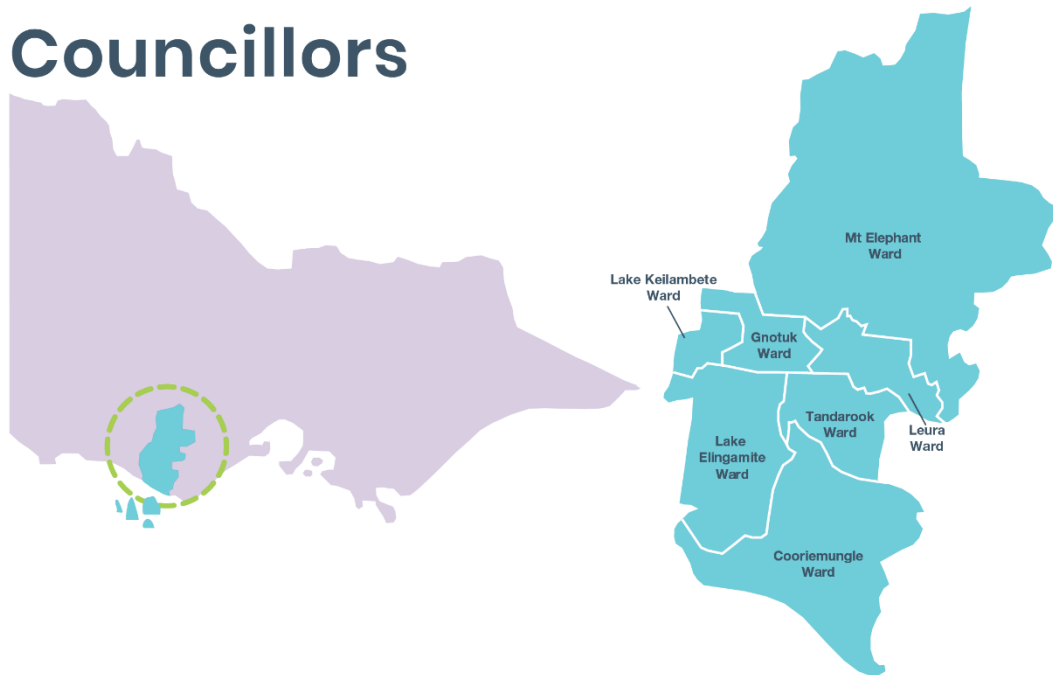 Councillors
Mt Elephant
Ward
Lake Keilambete
Ward
Gnotuk
Ward
Tandarook
Ward
Leura
Ward
Lake
Elingamite
Ward
Cooriemungle
Ward